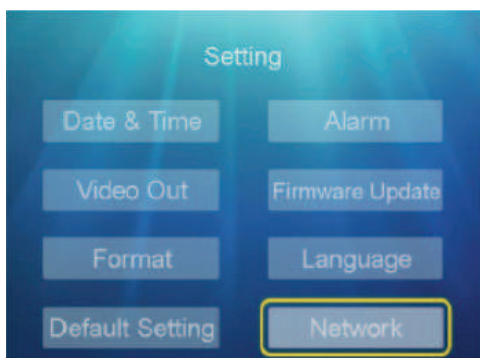 Setting
Date & Time
Alarm
Video Out
Firmware Update
Format
Language
Default Setting
Network